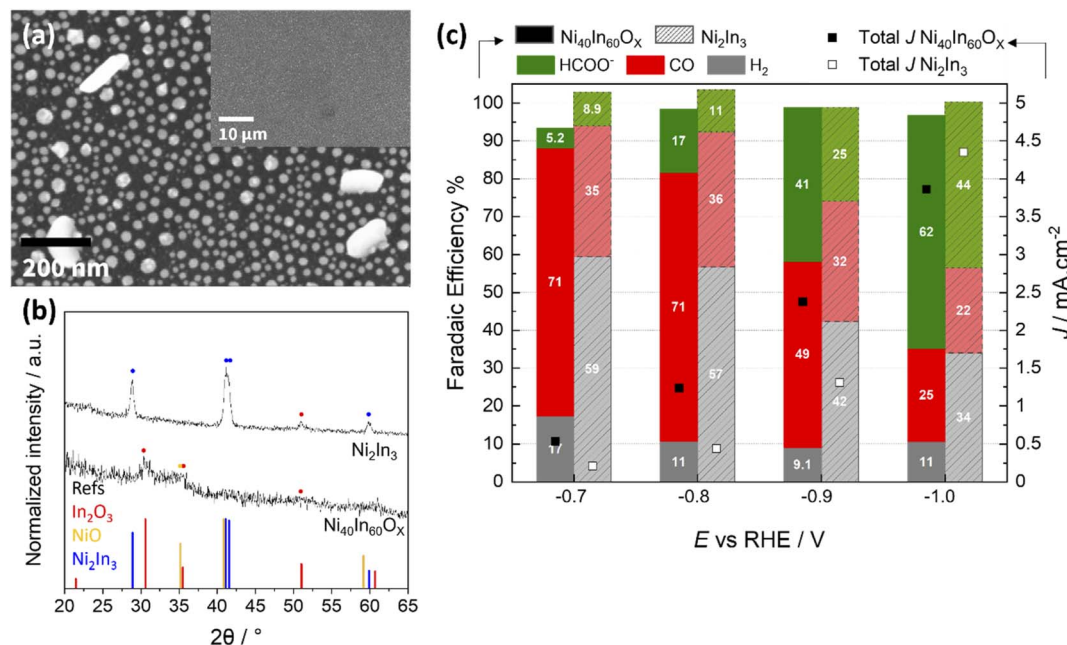 (a)
10 µm
200 nm
(b)
Normalized intensity / a.u.
Ni₂In₃
Ni₄₀In₆₀Oₓ
Refs
In₂O₃
NiO
Ni₂In₃
20 25 30 35 40 45 50 55 60 65
2θ / °
(c)
Ni₄₀In₆₀Oₓ Ni₂In₃
HCOO⁻ CO H₂
Total J Ni₄₀In₆₀Oₓ
Total J Ni₂In₃
Faradaic Efficiency %
100
90
80
70
60
50
40
30
20
10
0
5.2
71
17
8.9
35
59
17
71
11
11
36
57
41
49
9.1
25
32
42
62
25
11
44
22
34
5
4.5
4
3.5
3
2.5
2
1.5
1
0.5
0
J / mA.cm⁻²
-0.7 -0.8 -0.9 -1.0
E vs RHE / V